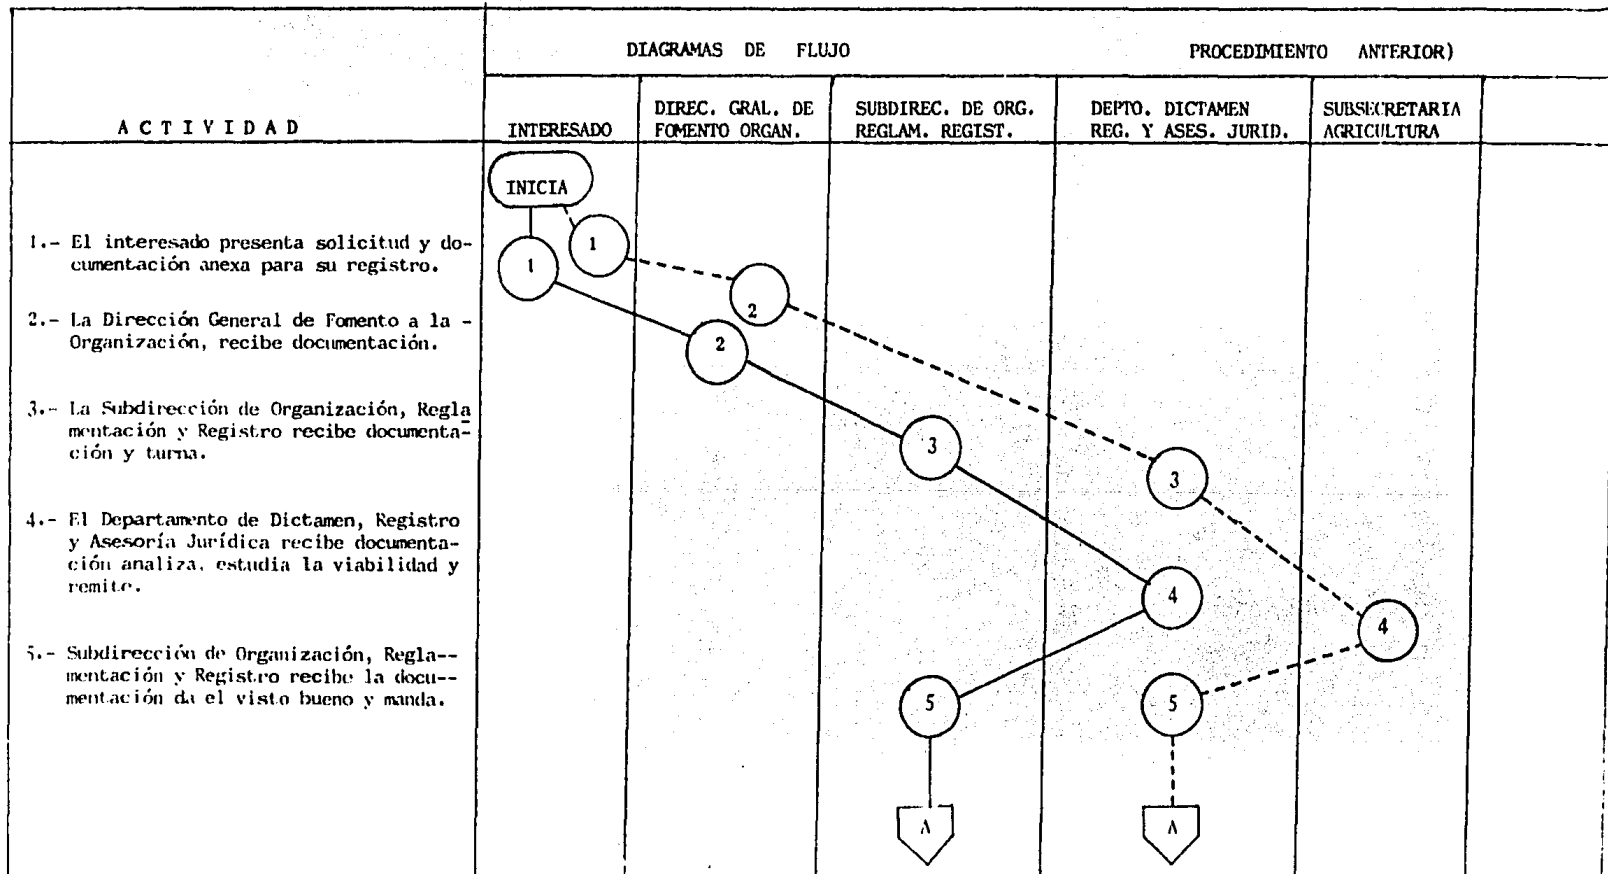 DIAGRAMAS DE FLUJO PROCEDIMIENTO ANTERIOR)
A C T I V I D A D
INTERESADO
DIREC. GRAL. DE
FOMENTO ORGAN.
SUBDIREC. DE ORG.
REGLAM. REGIST.
DEPTO. DICTAMEN
REG. Y ASES. JURID.
SUBSECRETARIA
AGRICULTURA
INICIA
1.- El interesado presenta solicitud y do-
cumentación anexa para su registro.
1
1
2
2.- La Dirección General de Fomento a la -
Organización, recibe documentación.
2
3.- La Subdirección de Organización, Regla
mentación y Registro recibe documenta-
ción y turna.
3
3
4.- El Departamento de Dictamen, Registro
y Asesoría Jurídica recibe documenta-
ción analiza, estudia la viabilidad y
remite.
4
4
5.- Subdirección de Organización, Regla--
mentación y Registro recibe la docu--
mentación da el visto bueno y manda.
5
5
A
A